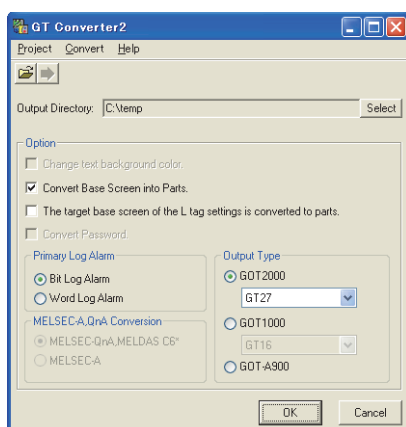 GT Converter2
Project Convert Help
Output Directory: C:\temp Select
Option
Change text background color.
Convert Base Screen into Parts.
The target base screen of the L tag settings is converted to parts.
Convert Password.
Primary Log Alarm
Bit Log Alarm
Word Log Alarm
MELSEC-A,QnA Conversion
MELSEC-QnA,MELDAS C6*
MELSEC-A
Output Type
GOT2000
GT27
GOT1000
GT16
GOT-A900
OK Cancel